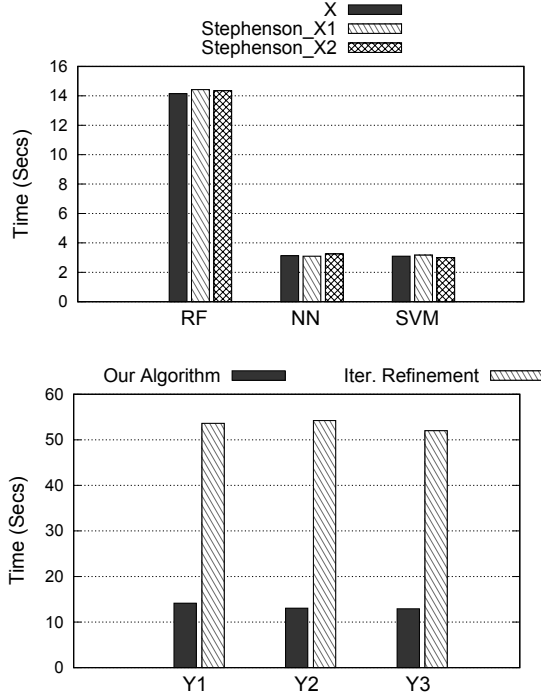 X
Stephenson_X1
Stephenson_X2
16
14
12
10
8
6
4
2
0
Time (Secs)
RF NN SVM
Our Algorithm Iter. Refinement
60
50
40
30
20
10
0
Time (Secs)
Y1 Y2 Y3